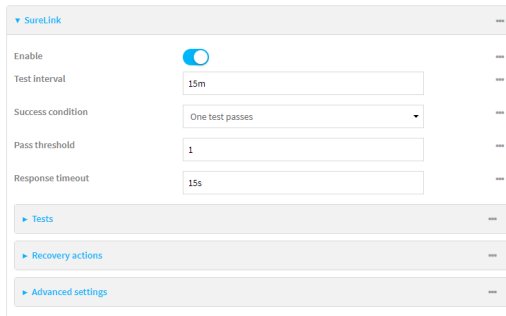 SureLink
Enable
Test interval
15m
Success condition
One test passes
Pass threshold
1
Response timeout
15s
Tests
Recovery actions
Advanced settings